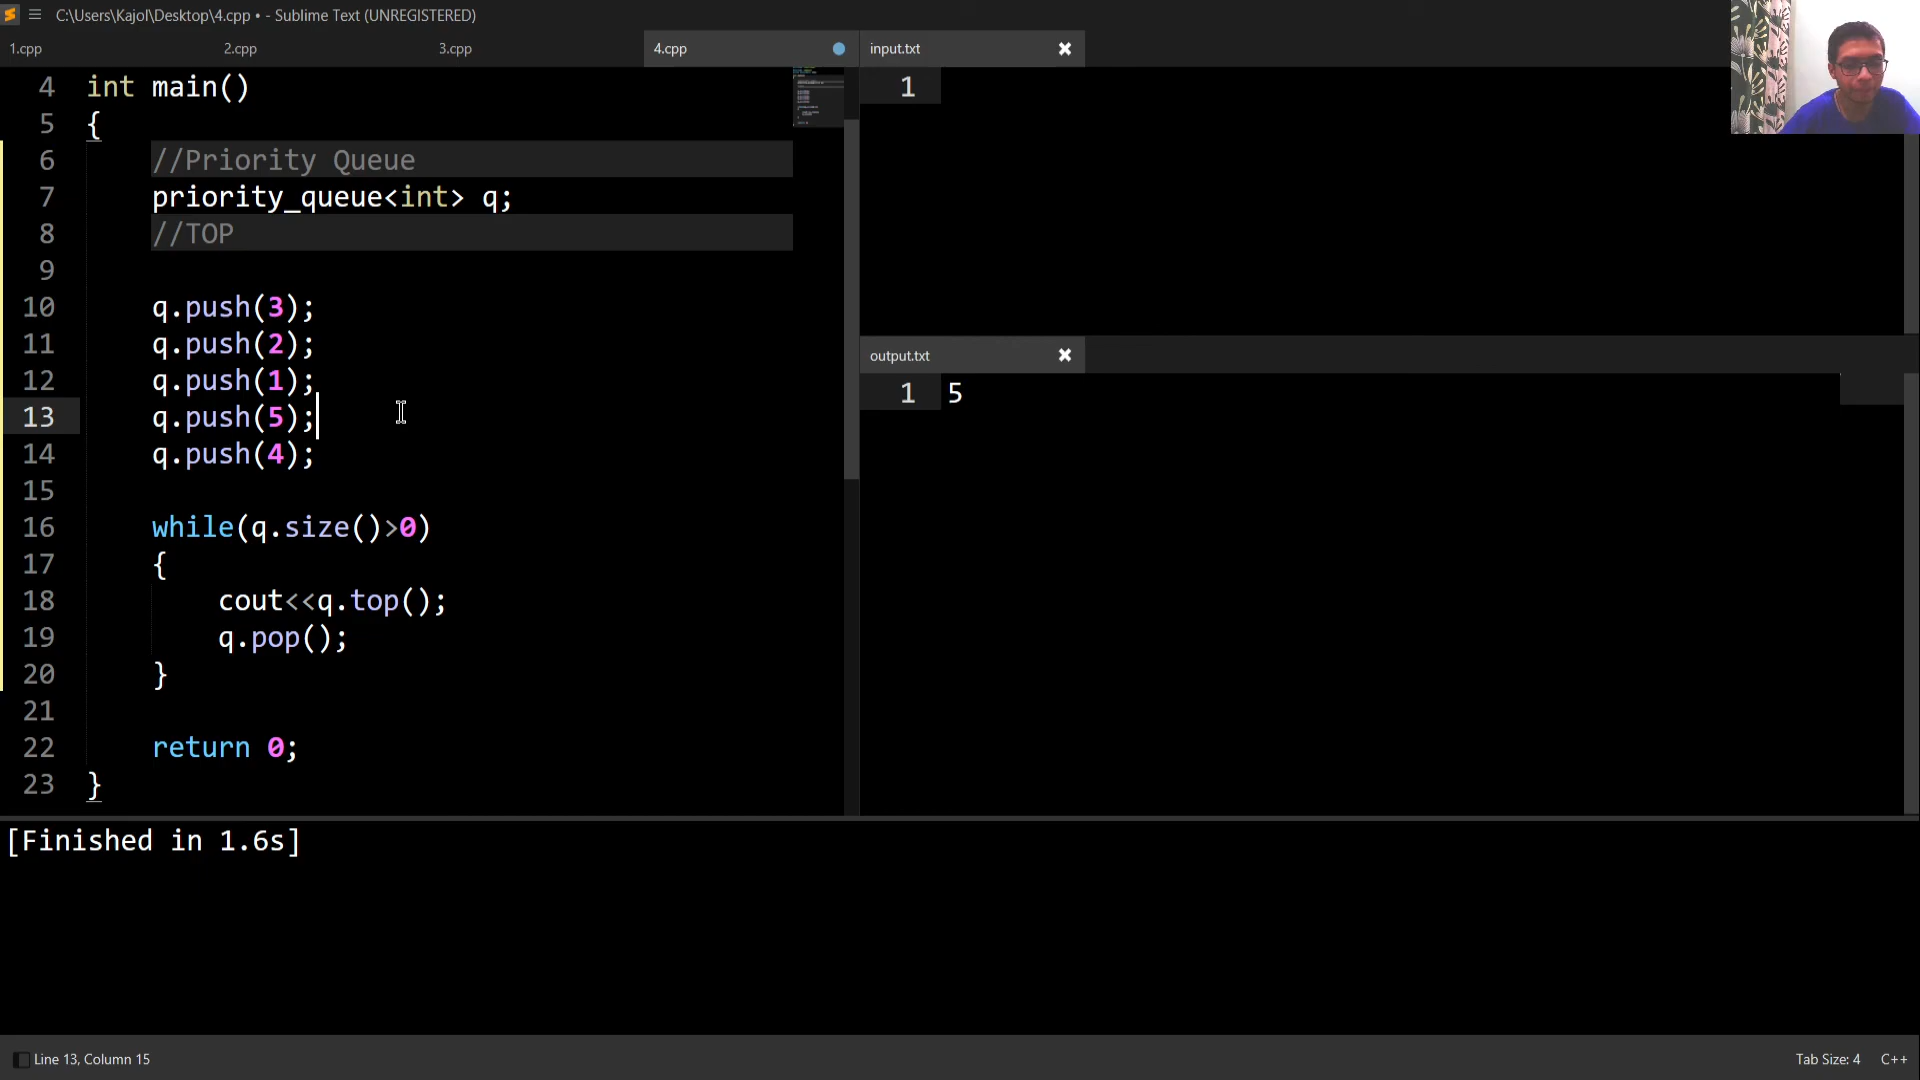 C:\Users\Kajol\Desktop\4.cpp • - Sublime Text (UNREGISTERED)
1.cpp 2.cpp 3.cpp 4.cpp
4 int main()
5 {
6 //Priority Queue
7 priority_queue<int> q;
8 //TOP
9
10 q.push(3);
11 q.push(2);
12 q.push(1);
13 q.push(5);
14 q.push(4);
15
16 while(q.size()>0)
17 {
18 cout<<q.top();
19 q.pop();
20 }
21
22 return 0;
23 }
input.txt
1
output.txt
1 5
[Finished in 1.6s]
Line 13, Column 15
Tab Size: 4 C++